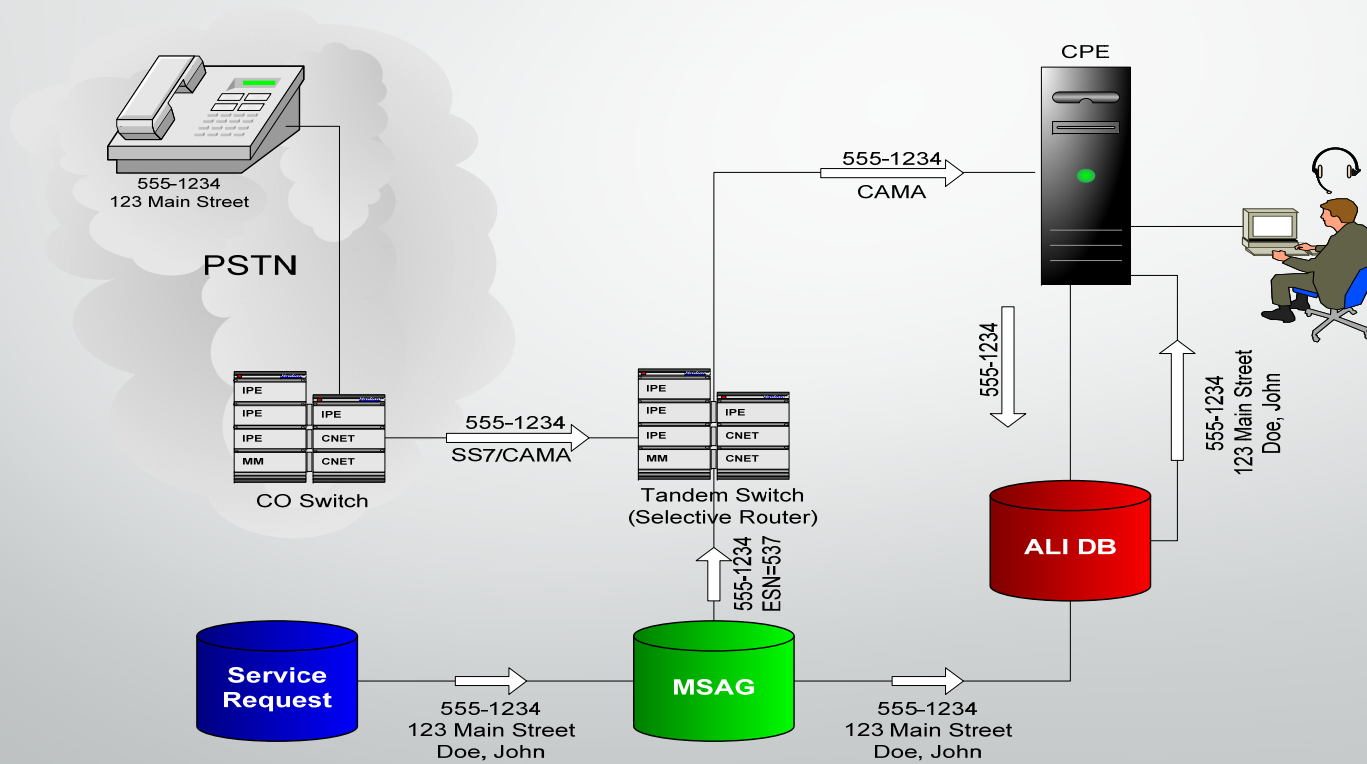 CPE
555-1234
123 Main Street
PSTN
555-1234
CAMA
IPE
IPE
IPE
MM
IPE
CNET
CNET
CO Switch
555-1234
SS7/CAMA
IPE
IPE
IPE
MM
IPE
CNET
CNET
Tandem Switch
(Selective Router)
555-1234
555-1234
123 Main Street
Doe, John
ALI DB
555-1234
ESN=537
Service
Request
555-1234
123 Main Street
Doe, John
MSAG
555-1234
123 Main Street
Doe, John